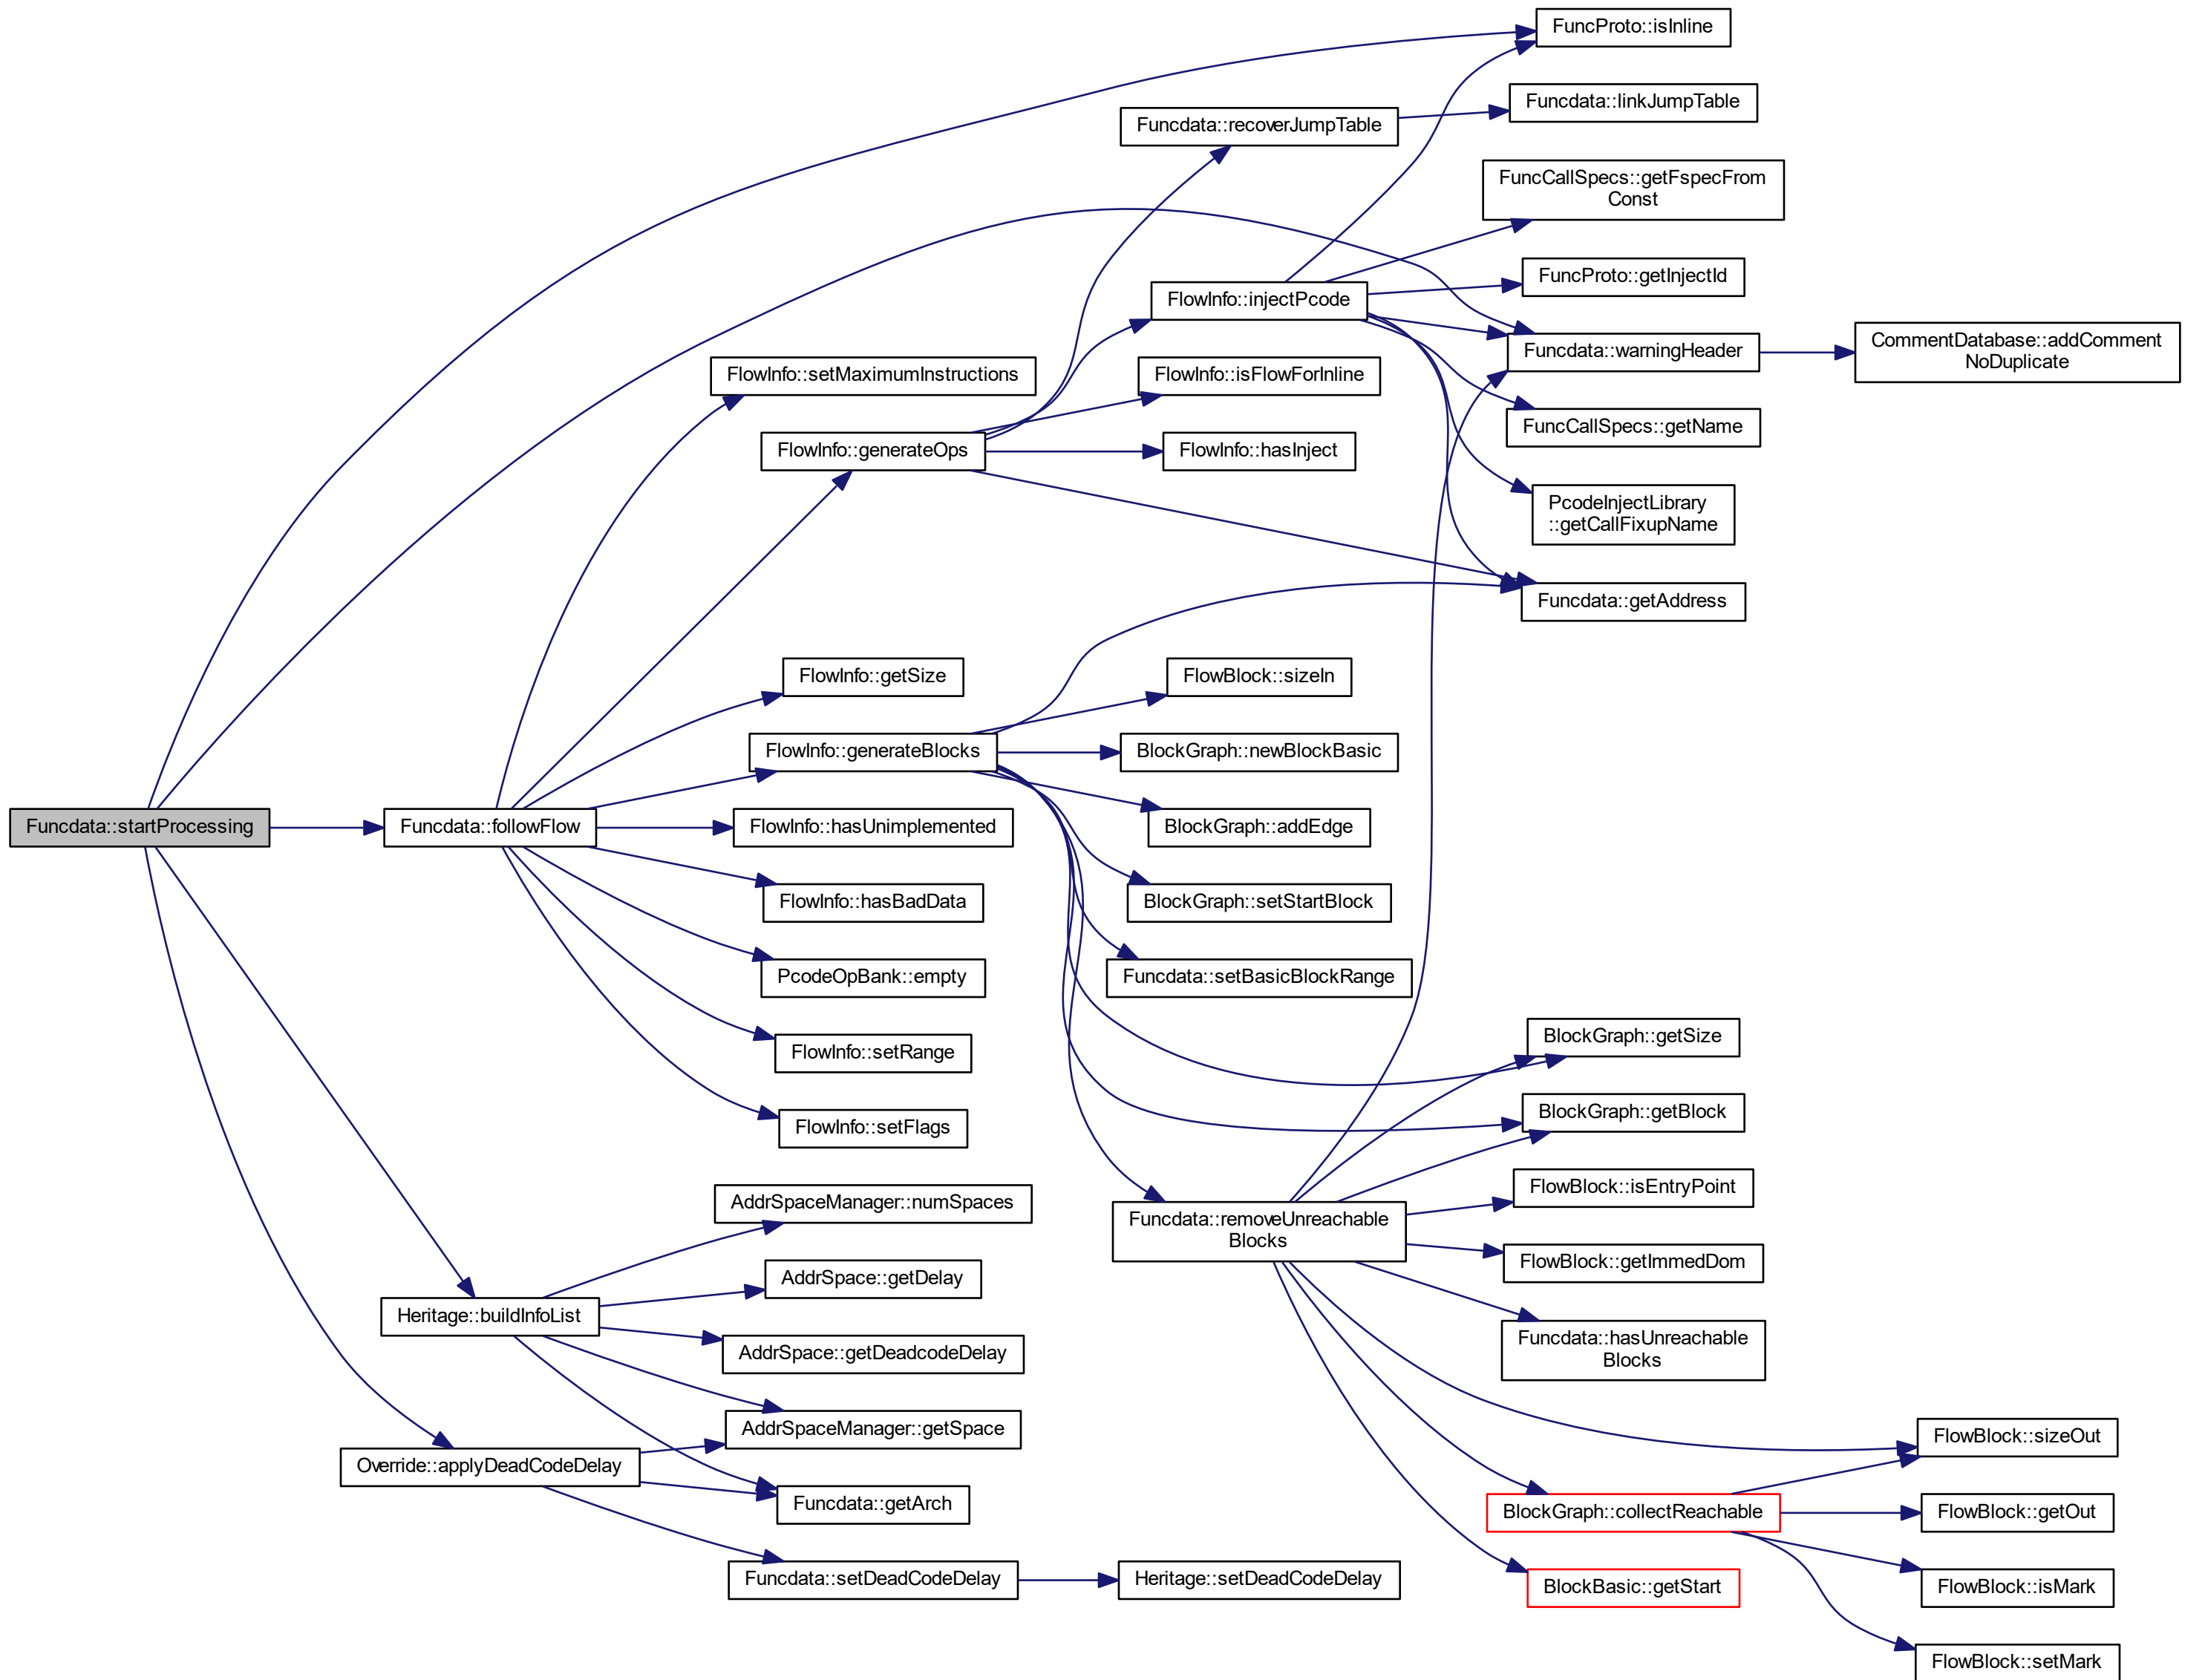 FuncProto::isInline
Funcdata::linkJumpTable
Funcdata::recoverJumpTable
FuncCallSpecs::getFspecFrom
Const
FuncProto::getInjectId
FlowInfo::injectPcode
Funcdata::warningHeader
CommentDatabase::addComment
NoDuplicate
FlowInfo::setMaximumInstructions
FlowInfo::isFlowForInline
FuncCallSpecs::getName
FlowInfo::generateOps
FlowInfo::hasInject
PcodeInjectLibrary
::getCallFixupName
Funcdata::getAddress
FlowInfo::getSize
FlowBlock::sizeIn
FlowInfo::generateBlocks
BlockGraph::newBlockBasic
Funcdata::startProcessing
Funcdata::followFlow
FlowInfo::hasUnimplemented
BlockGraph::addEdge
FlowInfo::hasBadData
BlockGraph::setStartBlock
PcodeOpBank::empty
Funcdata::setBasicBlockRange
FlowInfo::setRange
BlockGraph::getSize
FlowInfo::setFlags
BlockGraph::getBlock
AddrSpaceManager::numSpaces
Funcdata::removeUnreachable
Blocks
FlowBlock::isEntryPoint
AddrSpace::getDelay
FlowBlock::getImmedDom
Heritage::buildInfoList
AddrSpace::getDeadcodeDelay
Funcdata::hasUnreachable
Blocks
AddrSpaceManager::getSpace
FlowBlock::sizeOut
Override::applyDeadCodeDelay
Funcdata::getArch
BlockGraph::collectReachable
FlowBlock::getOut
Funcdata::setDeadCodeDelay
Heritage::setDeadCodeDelay
BlockBasic::getStart
FlowBlock::isMark
FlowBlock::setMark